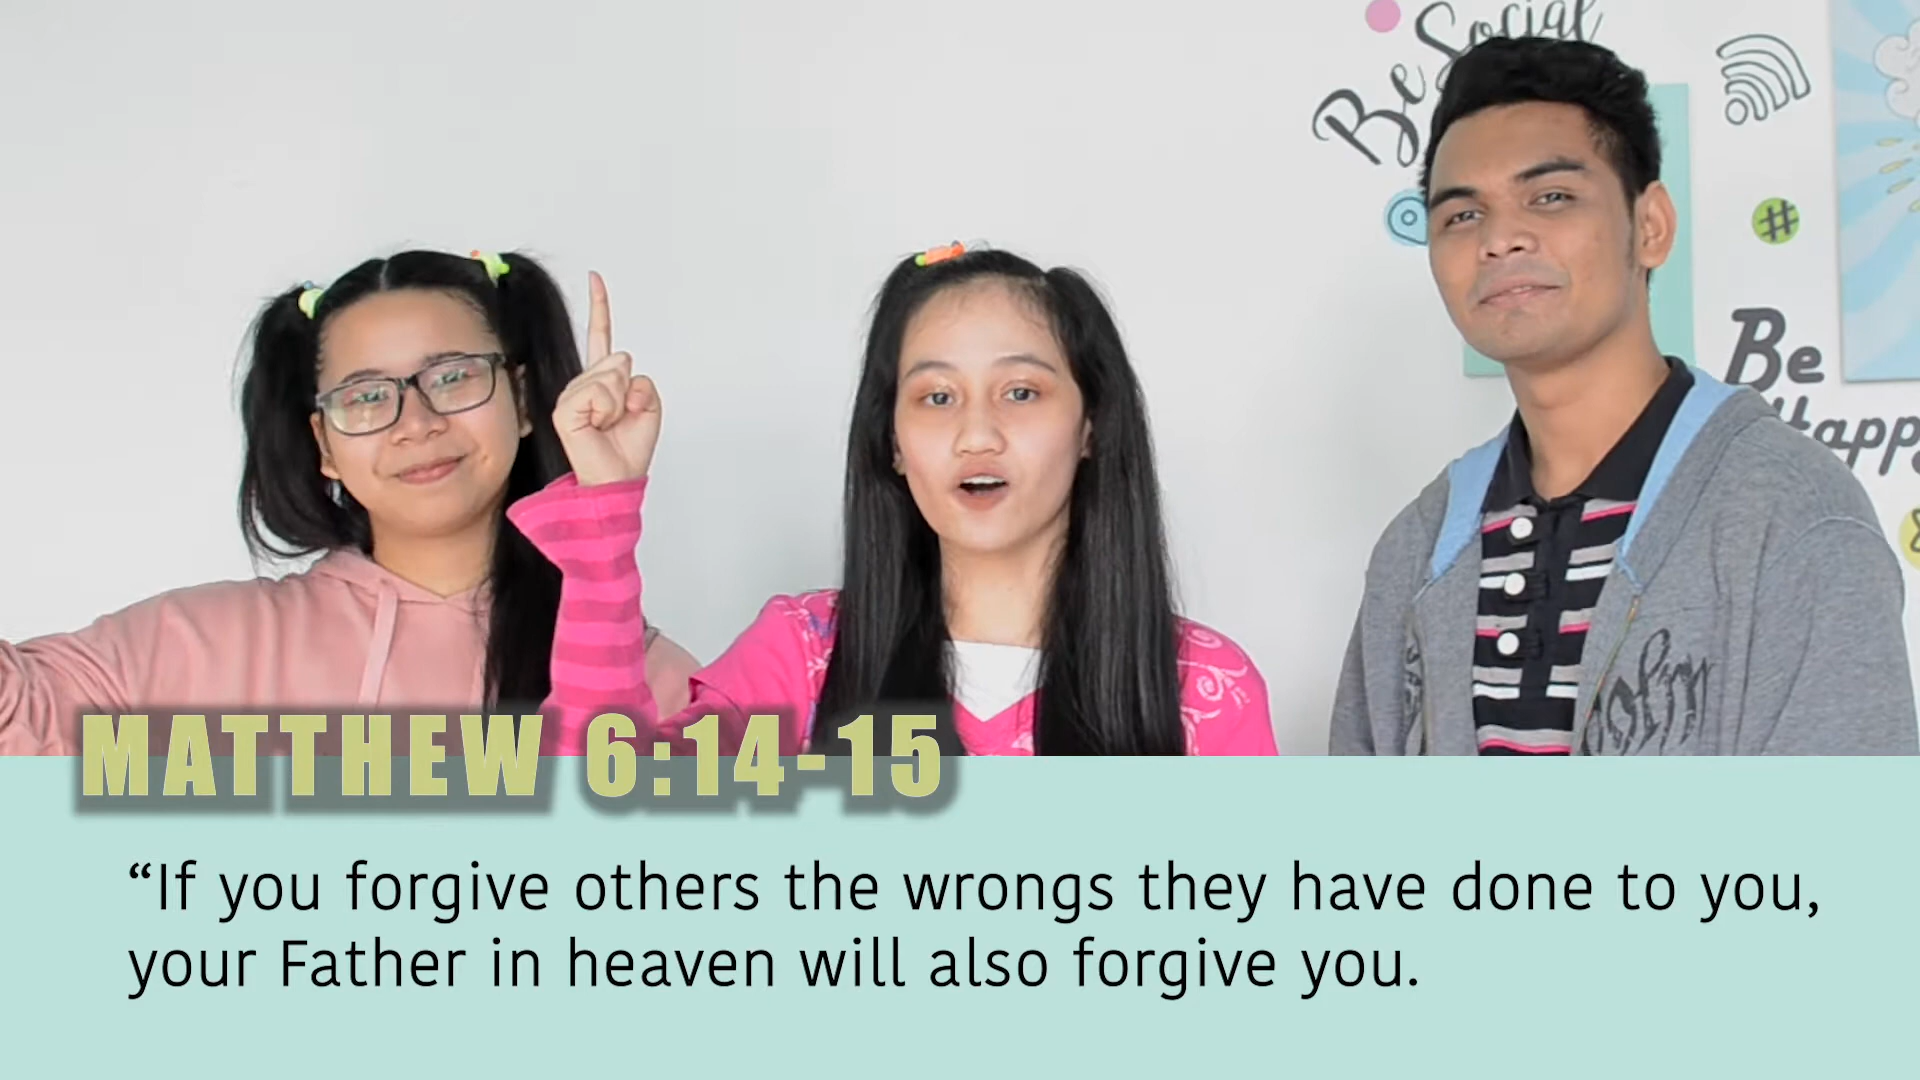 Be Social
#
Be
Happy
MATTHEW 6:14-15
“If you forgive others the wrongs they have done to you,
your Father in heaven will also forgive you.